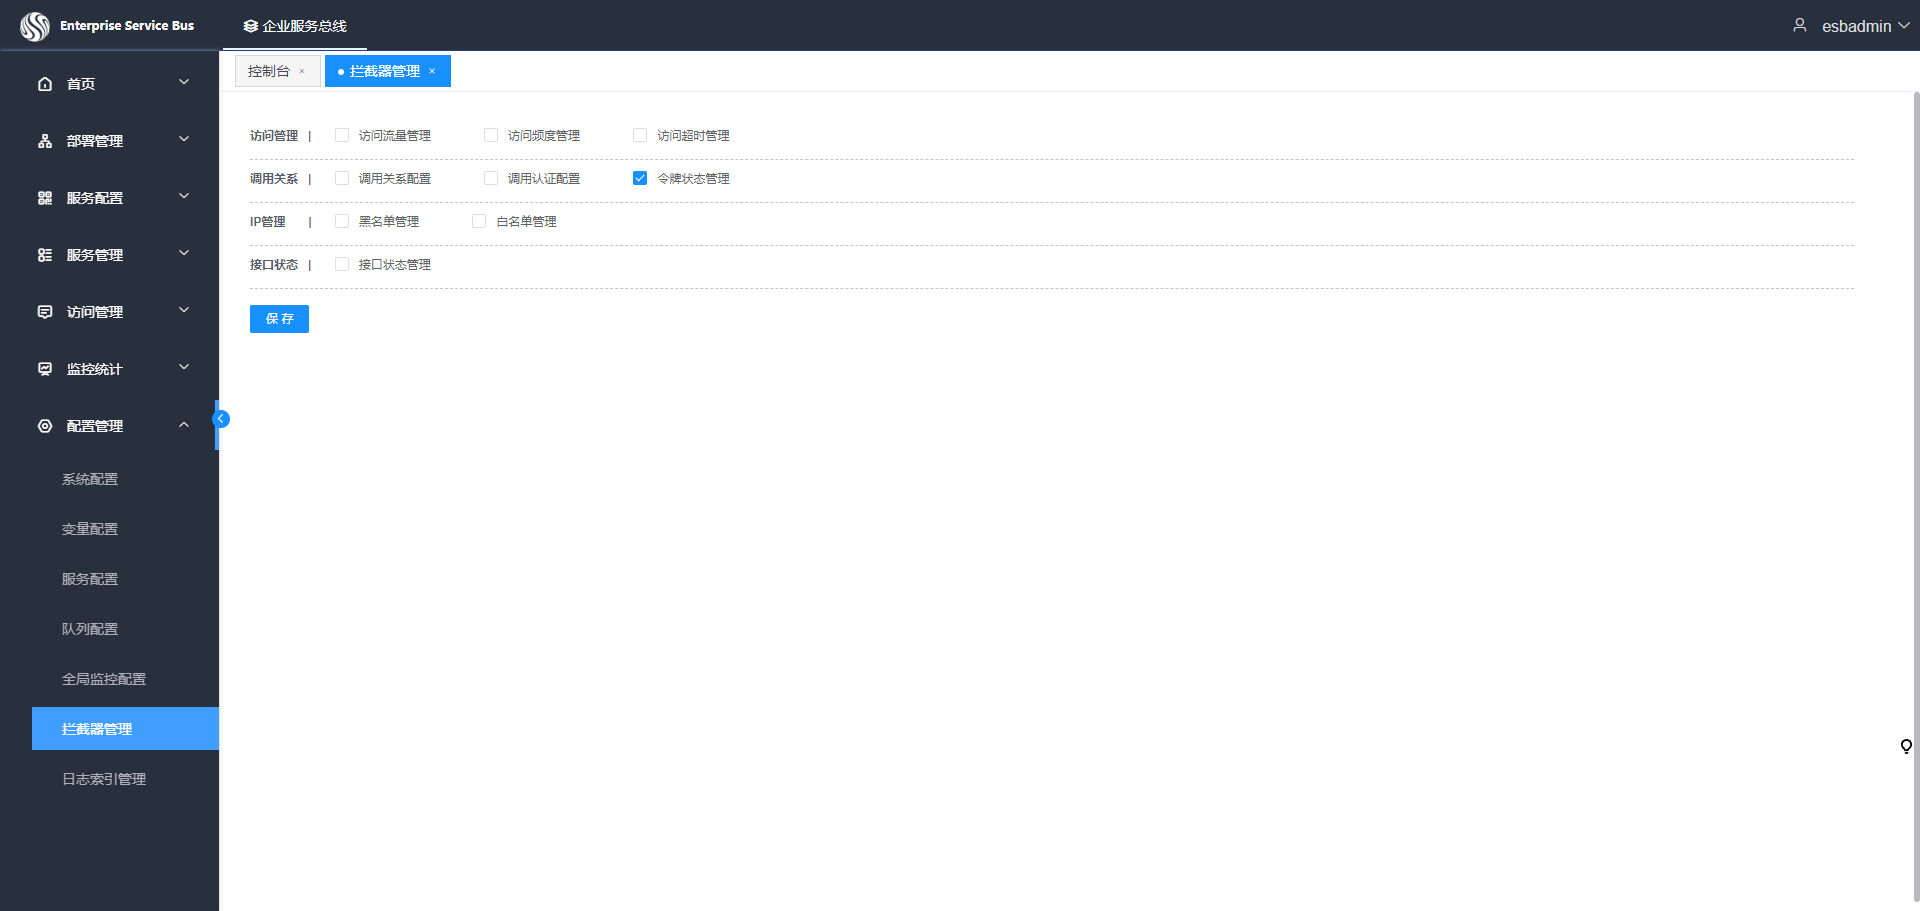 Enterprise Service Bus
企业服务总线
esbadmin
首页
部署管理
服务配置
服务管理
访问管理
监控统计
配置管理
系统配置
变量配置
服务配置
队列配置
全局监控配置
拦截器管理
日志索引管理
控制台 × 拦截器管理 ×
访问管理 | 访问流量管理 访问频度管理 访问超时管理
调用关系 | 调用关系配置 调用认证配置 令牌状态管理
IP管理 | 黑名单管理 白名单管理
接口状态 | 接口状态管理
保 存